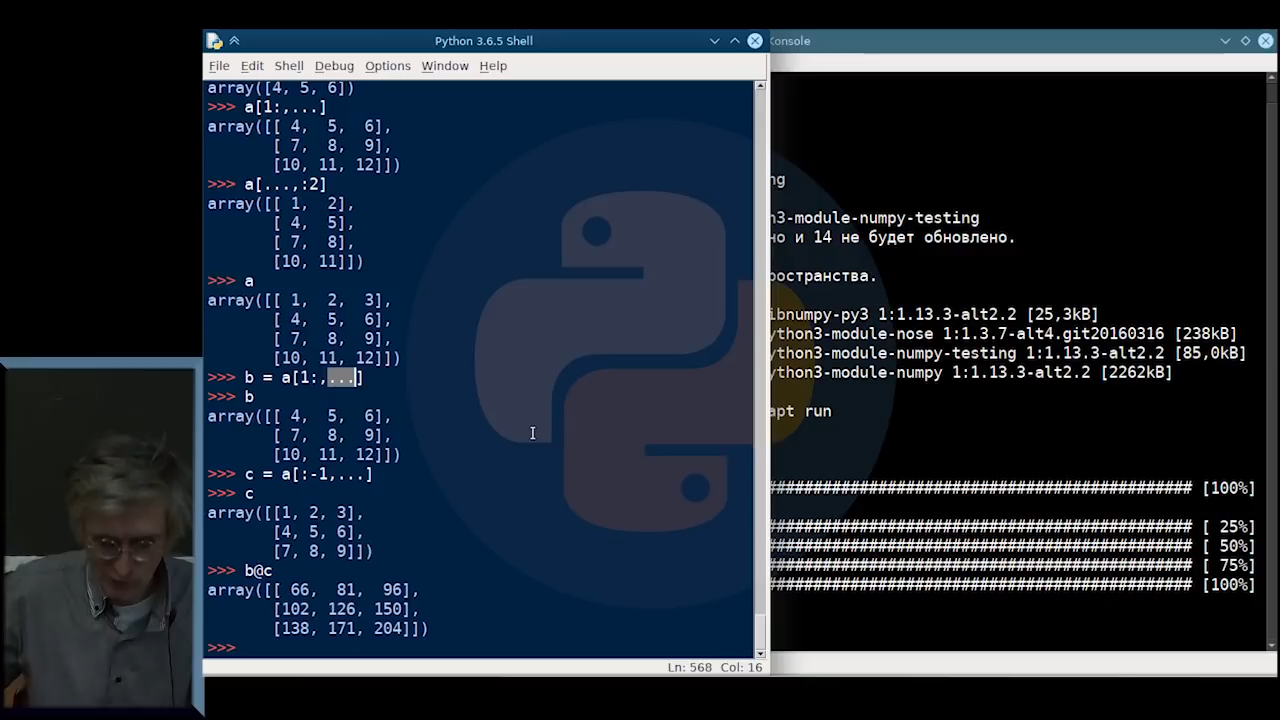 Python 3.6.5 Shell
File Edit Shell Debug Options Window Help
array([4, 5, 6])
>>> a[1:,...]
array([[ 4,  5,  6],
       [ 7,  8,  9],
       [10, 11, 12]])
>>> a[...,:2]
array([[ 1,  2],
       [ 4,  5],
       [ 7,  8],
       [10, 11]])
>>> a
array([[ 1,  2,  3],
       [ 4,  5,  6],
       [ 7,  8,  9],
       [10, 11, 12]])
>>> b = a[1:,...]
>>> b
array([[ 4,  5,  6],
       [ 7,  8,  9],
       [10, 11, 12]])
>>> c = a[:-1,...]
>>> c
array([[1, 2, 3],
       [4, 5, 6],
       [7, 8, 9]])
>>> b@c
array([[ 66,  81,  96],
       [102, 126, 150],
       [138, 171, 204]])
>>>
Ln: 568 Col: 16
Konsole
ng
n3-module-numpy-testing
но и 14 не будет обновлено.
ространства.
ibnumpy-py3 1:1.13.3-alt2.2 [25,3kB]
ython3-module-nose 1:1.3.7-alt4.git20160316 [238kB]
ython3-module-numpy-testing 1:1.13.3-alt2.2 [85,0kB]
ython3-module-numpy 1:1.13.3-alt2.2 [2262kB]
apt run
############################################## [100%]
############################################## [ 25%]
############################################## [ 50%]
############################################## [ 75%]
############################################## [100%]